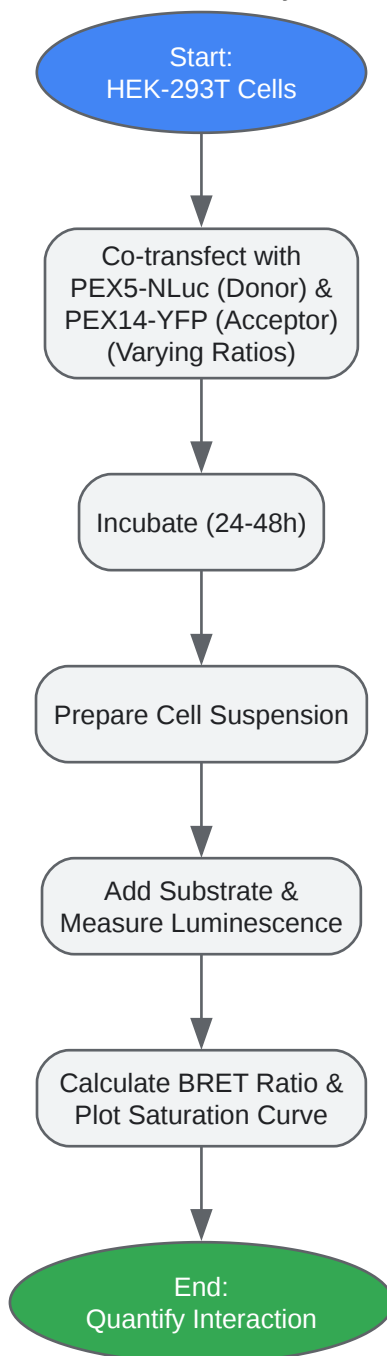 Start:
HEK-293T Cells
Co-transfect with
PEX5-NLuc (Donor) &
PEX14-YFP (Acceptor)
(Varying Ratios)
Incubate (24-48h)
Prepare Cell Suspension
Add Substrate &
Measure Luminescence
Calculate BRET Ratio &
Plot Saturation Curve
End:
Quantify Interaction